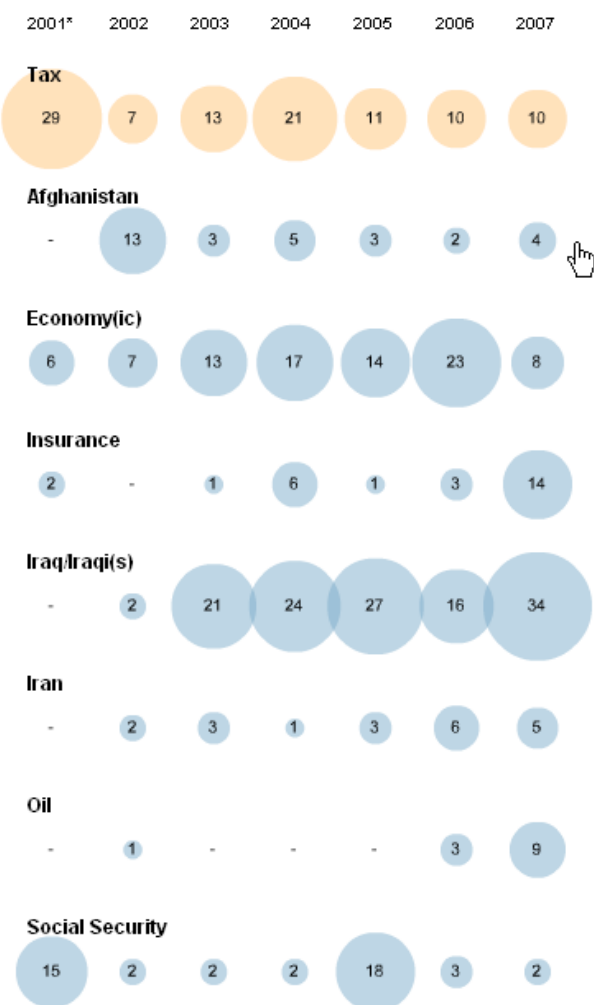 2001* 2002 2003 2004 2005 2006 2007
Tax
29 7 13 21 11 10 10
Afghanistan
- 13 3 5 3 2 4
Economy(ic)
6 7 13 17 14 23 8
Insurance
2 - 1 6 1 3 14
Iraq/Iraqi(s)
- 2 21 24 27 16 34
Iran
- 2 3 1 3 6 5
Oil
- 1 - - - 3 9
Social Security
15 2 2 2 18 3 2